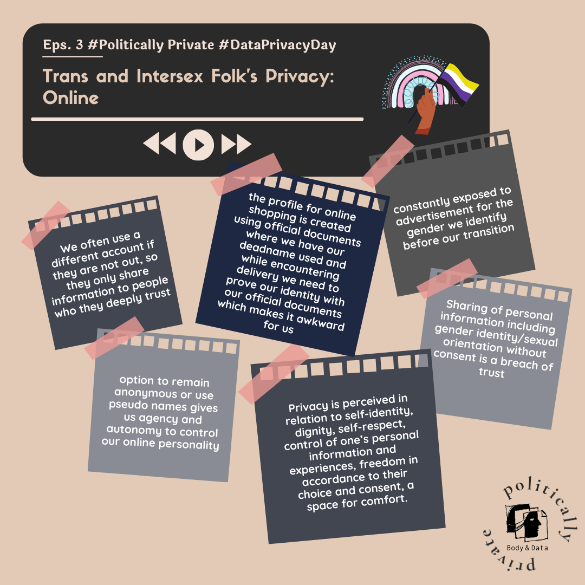 Eps. 3 #Politically Private #DataPrivacyDay
Trans and Intersex Folk's Privacy:
Online
We often use a
different account if
they are not out, so
they only share
information to people
who they deeply trust
the profile for online
shopping is created
using official documents
where we have our
deadname used and
while encountering
delivery we need to
prove our identity with
our official documents
which makes it awkward
for us
constantly exposed to
advertisement for the
gender we identify
before our transition
Sharing of personal
information including
gender identity/sexual
orientation without
consent is a breach of
trust
option to remain
anonymous or use
pseudo names gives
us agency and
autonomy to control
our online personality
Privacy is perceived in
relation to self-identity,
dignity, self-respect,
control of one's personal
information and
experiences, freedom in
accordance to their
choice and consent, a
space for comfort.
politically
private
Body & Data